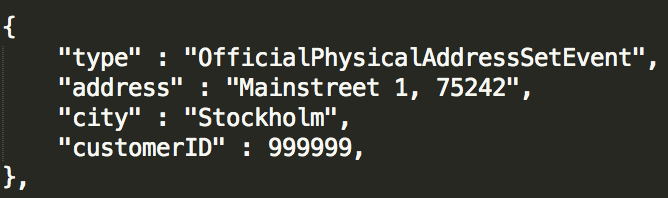 {
"type" : "OfficialPhysicalAddressSetEvent",
"address" : "Mainstreet 1, 75242",
"city" : "Stockholm",
"customerID" : 999999,
},